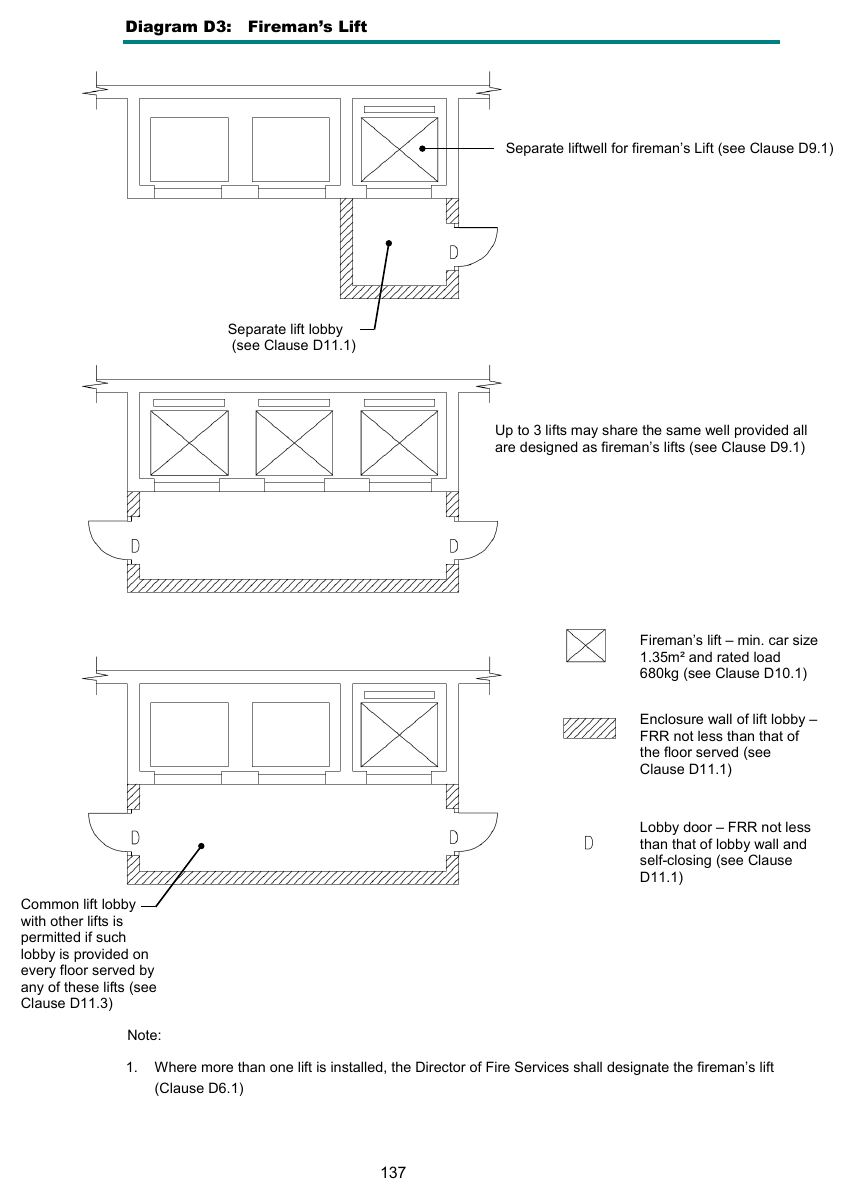 Diagram D3: Fireman’s Lift
Separate liftwell for fireman’s Lift (see Clause D9.1)
Separate lift lobby
(see Clause D11.1)
Up to 3 lifts may share the same well provided all
are designed as fireman’s lifts (see Clause D9.1)
Fireman’s lift – min. car size
1.35m² and rated load
680kg (see Clause D10.1)
Enclosure wall of lift lobby –
FRR not less than that of
the floor served (see
Clause D11.1)
D
Lobby door – FRR not less
than that of lobby wall and
self-closing (see Clause
D11.1)
Common lift lobby
with other lifts is
permitted if such
lobby is provided on
every floor served by
any of these lifts (see
Clause D11.3)
Note:
1. Where more than one lift is installed, the Director of Fire Services shall designate the fireman’s lift
(Clause D6.1)
137